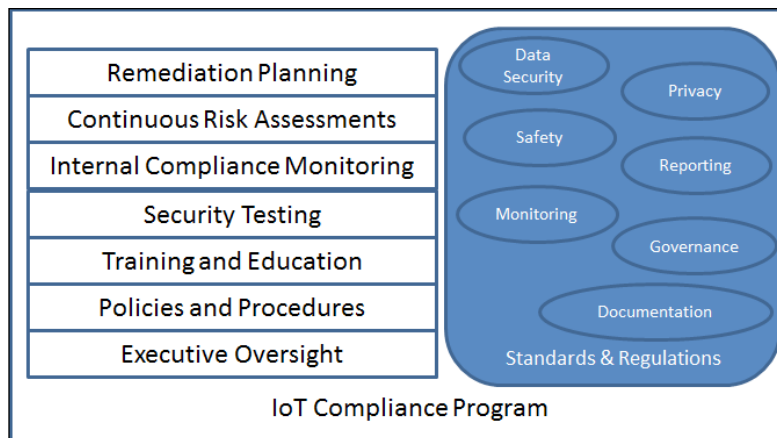 Remediation Planning
Continuous Risk Assessments
Internal Compliance Monitoring
Security Testing
Training and Education
Policies and Procedures
Executive Oversight
Data
Security
Privacy
Safety
Reporting
Monitoring
Governance
Documentation
Standards & Regulations
IoT Compliance Program